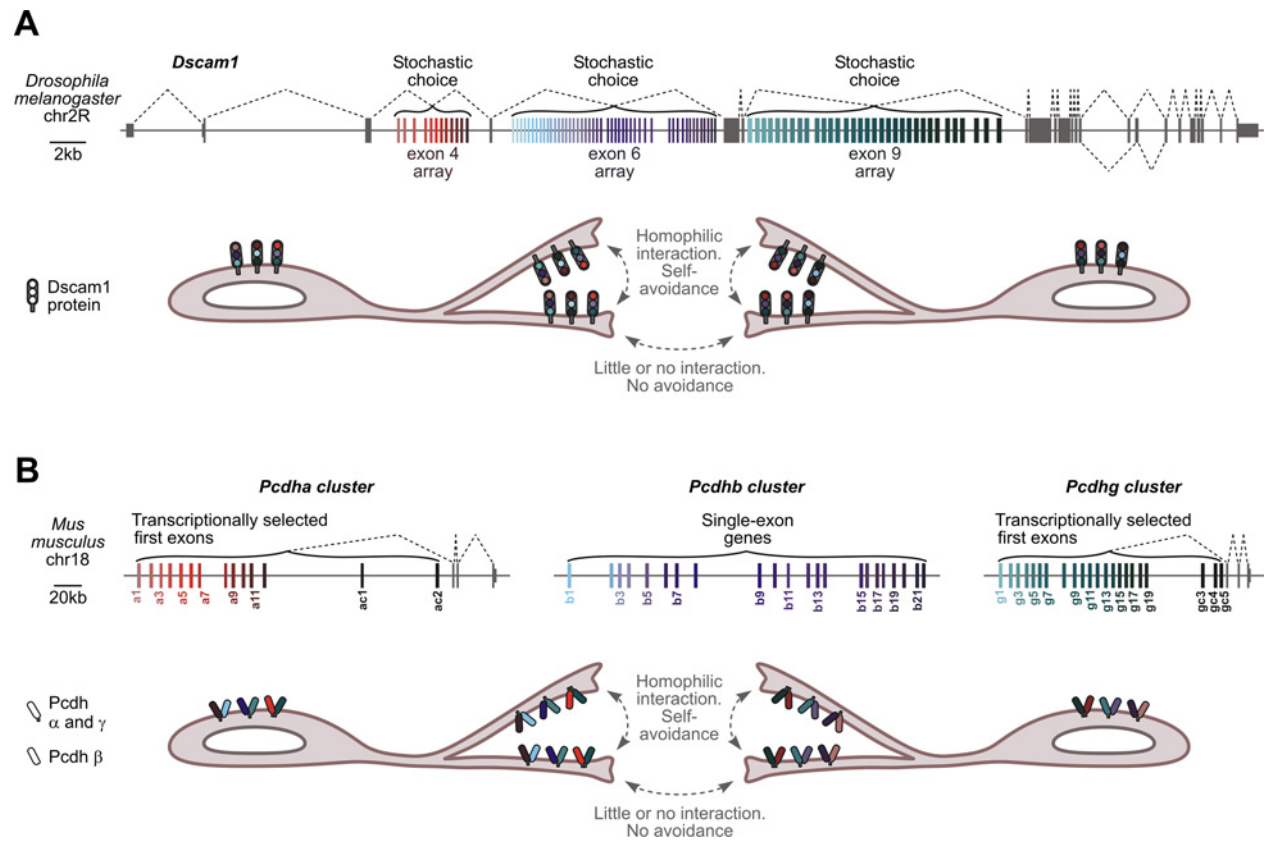 A
Dscam1
Drosophila
melanogaster
chr2R
2kb
Stochastic
choice
Stochastic
choice
Stochastic
choice
exon 4
array
exon 6
array
exon 9
array
Dscam1
protein
Homophilic
interaction.
Self-
avoidance
Little or no interaction.
No avoidance
B
Pcdha cluster
Pcdhb cluster
Pcdhg cluster
Mus
musculus
chr18
20kb
Transcriptionally selected
first exons
Single-exon
genes
Transcriptionally selected
first exons
a1 a3 a5 a7 a9 a11 ac1 ac2
b1 b3 b5 b7 b9 b11 b13 b15 b17 b19 b21
g1 g3 g5 g7 g9 g11 g13 g15 g17 g19 gc3 gc4 gc5
Pcdh
α and γ
Pcdh β
Homophilic
interaction.
Self-
avoidance
Little or no interaction.
No avoidance